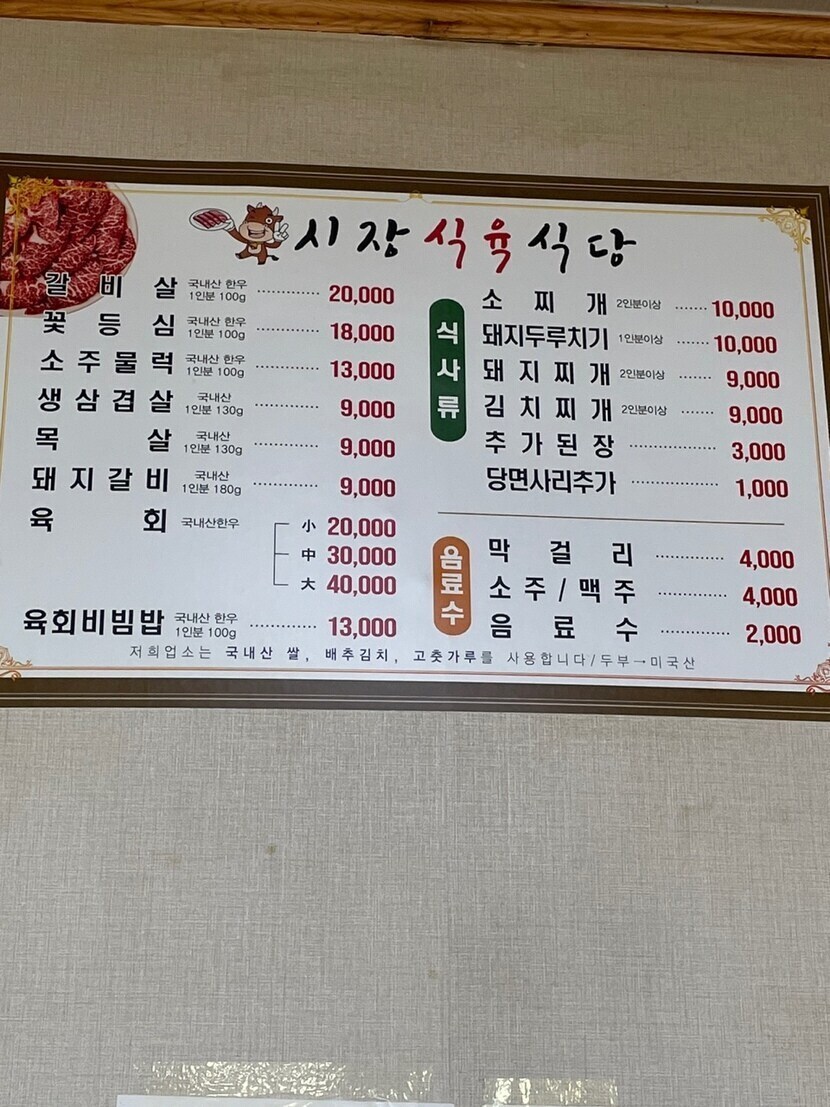 시장식육식당
갈비살 국내산 한우 1인분 100g ············ 20,000
꽃등심 국내산 한우 1인분 100g ············ 18,000
소주물럭 국내산 한우 1인분 100g ············ 13,000
생삼겹살 국내산 1인분 130g ············ 9,000
목살 국내산 1인분 130g ············ 9,000
돼지갈비 국내산 1인분 180g ············ 9,000
육회 국내산한우 小 20,000
中 30,000
大 40,000
육회비빔밥 국내산 한우 1인분 100g ············ 13,000
식사류
소찌개 2인분이상 ······· 10,000
돼지두루치기 1인분이상 ······· 10,000
돼지찌개 2인분이상 ······· 9,000
김치찌개 2인분이상 ······· 9,000
추가된장 ················ 3,000
당면사리추가 ················ 1,000
음료수
막걸리 ············· 4,000
소주/맥주 ············· 4,000
음료수 ············· 2,000
저희업소는 국내산 쌀, 배추김치, 고춧가루를 사용합니다/두부→미국산